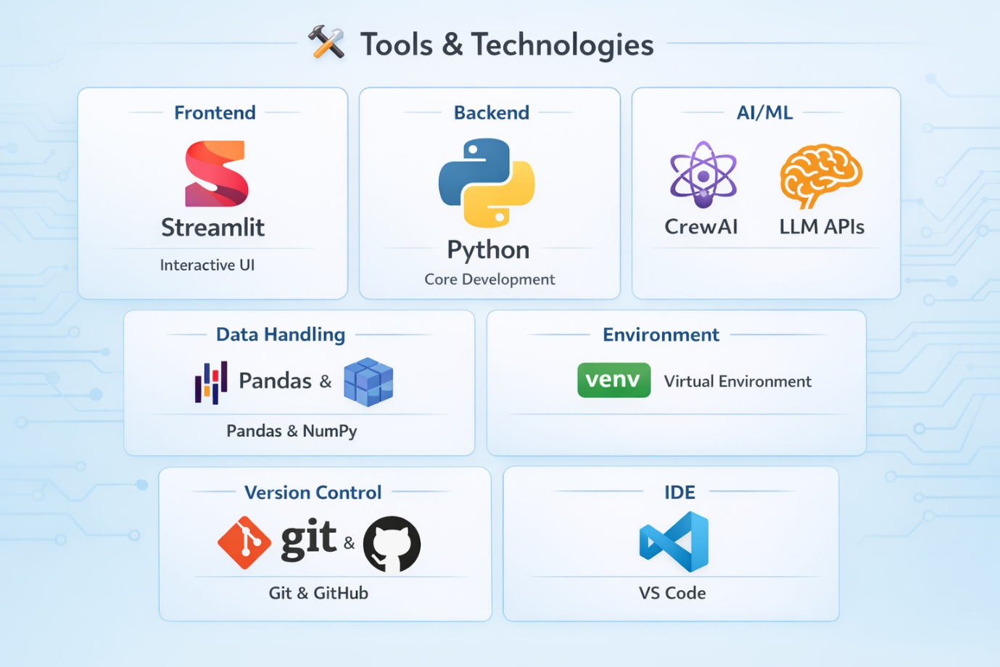 Tools & Technologies
Frontend
Streamlit
Interactive UI
Backend
Python
Core Development
AI/ML
CrewAI
LLM APIs
Data Handling
Pandas &
Pandas & NumPy
Environment
venv Virtual Environment
Version Control
git &
Git & GitHub
IDE
VS Code